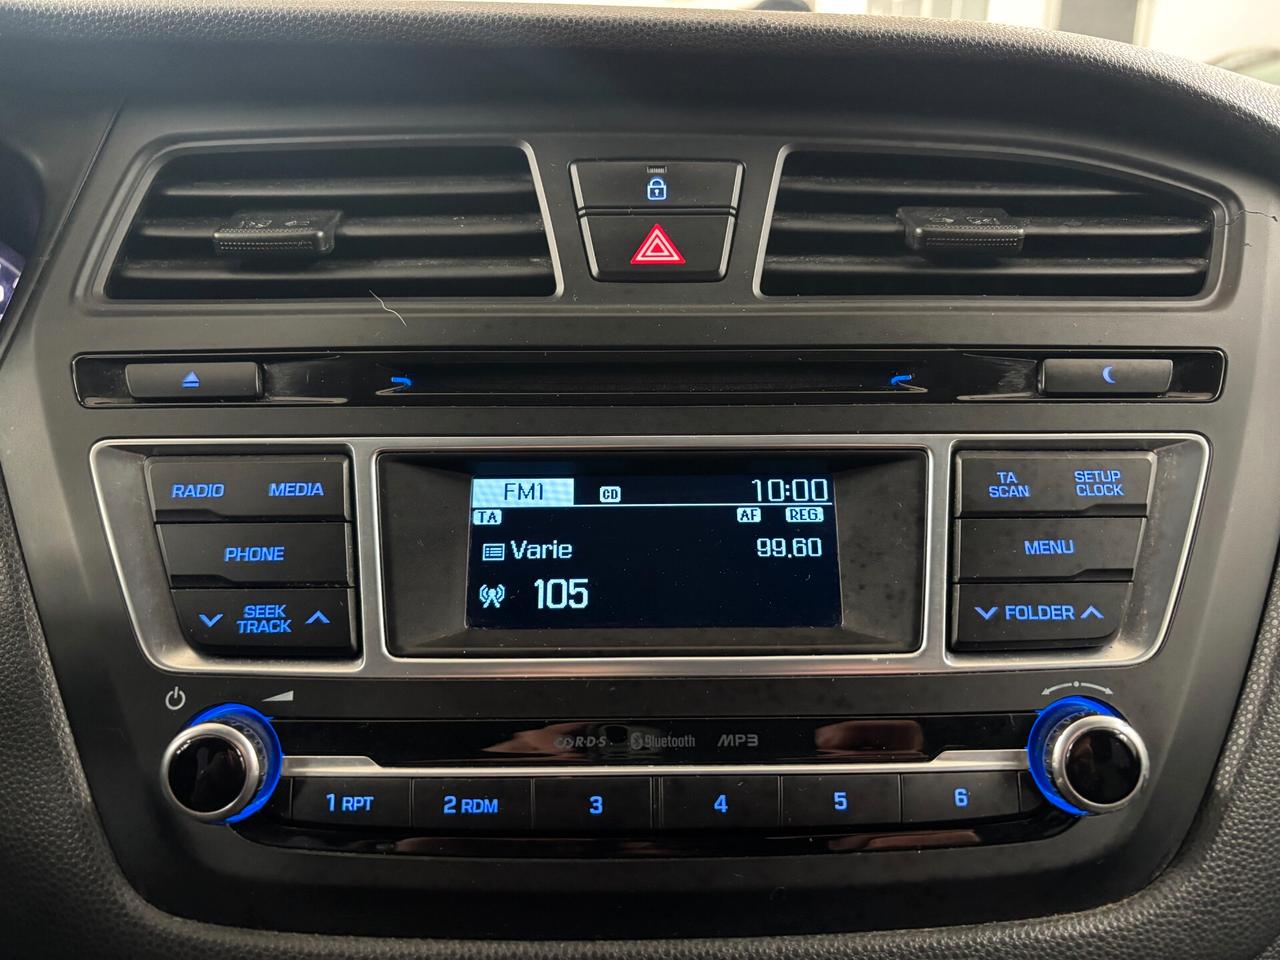 RADIO MEDIA
PHONE
SEEK
TRACK
FM1 CD 10:00
TA AF REG
Varie 99.60
105
TA
SCAN
SETUP
CLOCK
MENU
FOLDER
R·D·S Bluetooth MP3
1 RPT 2 RDM 3 4 5 6